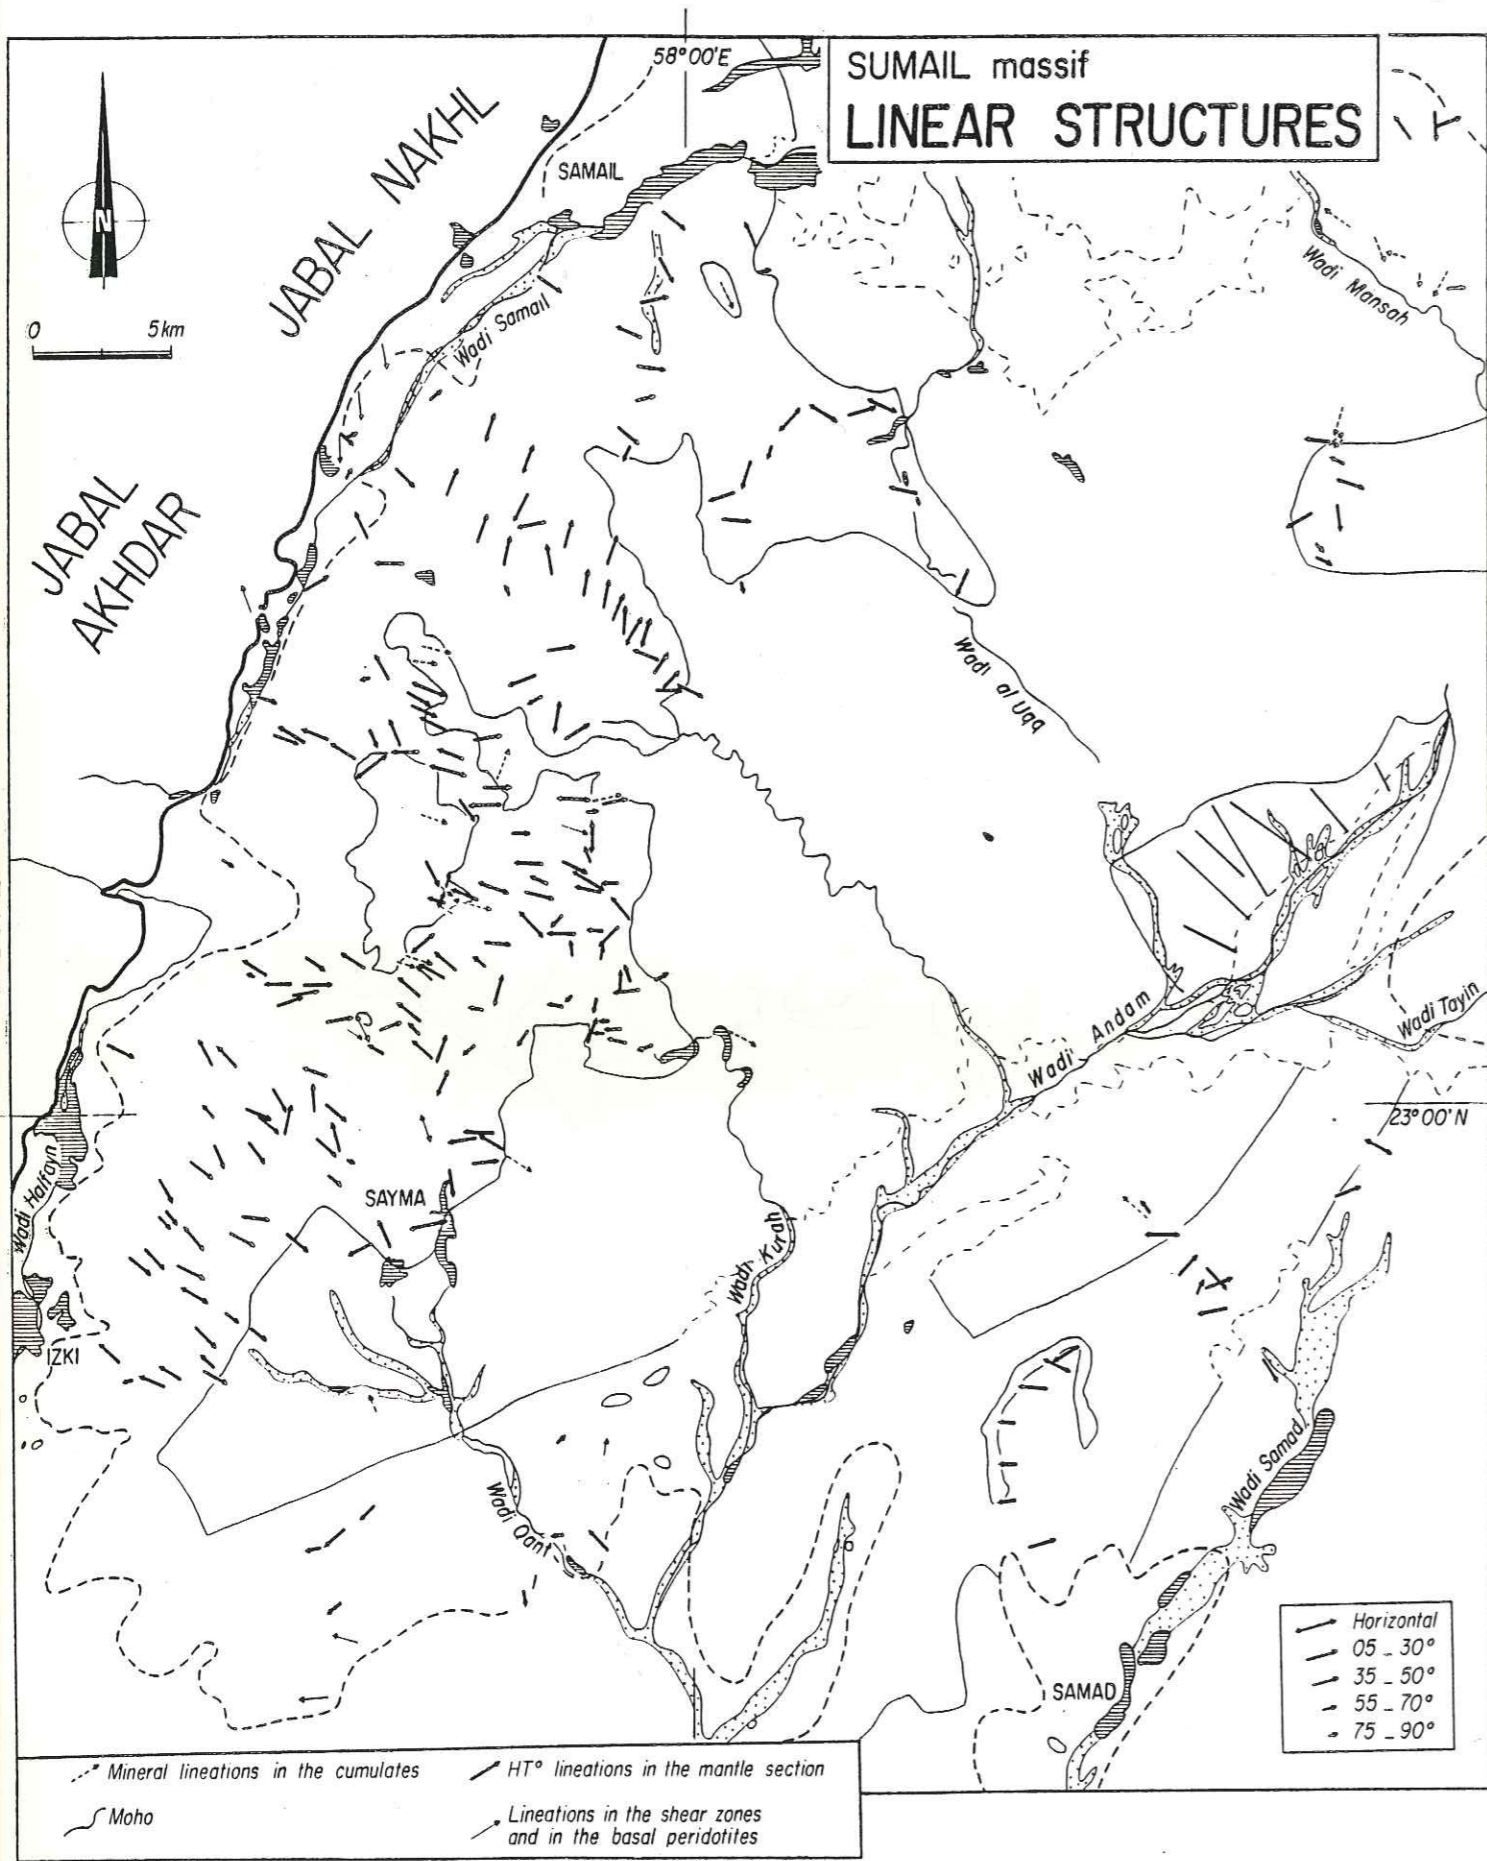 58°00'E
SUMAIL massif
LINEAR STRUCTURES
N
0 5 km
JABAL NAKHL
SAMAIL
Wadi Samail
Wadi Mansah
JABAL
AKHDAR
Wadi al Uqq
Wadi Andam
Wadi Tayin
23°00'N
Wadi Halfayn
SAYMA
Wadi Kurah
IZKI
Wadi Qant
Wadi Samad
SAMAD
Horizontal
05 _ 30°
35 _ 50°
55 _ 70°
75 _ 90°
Mineral lineations in the cumulates
HT° lineations in the mantle section
Moho
Lineations in the shear zones
and in the basal peridotites